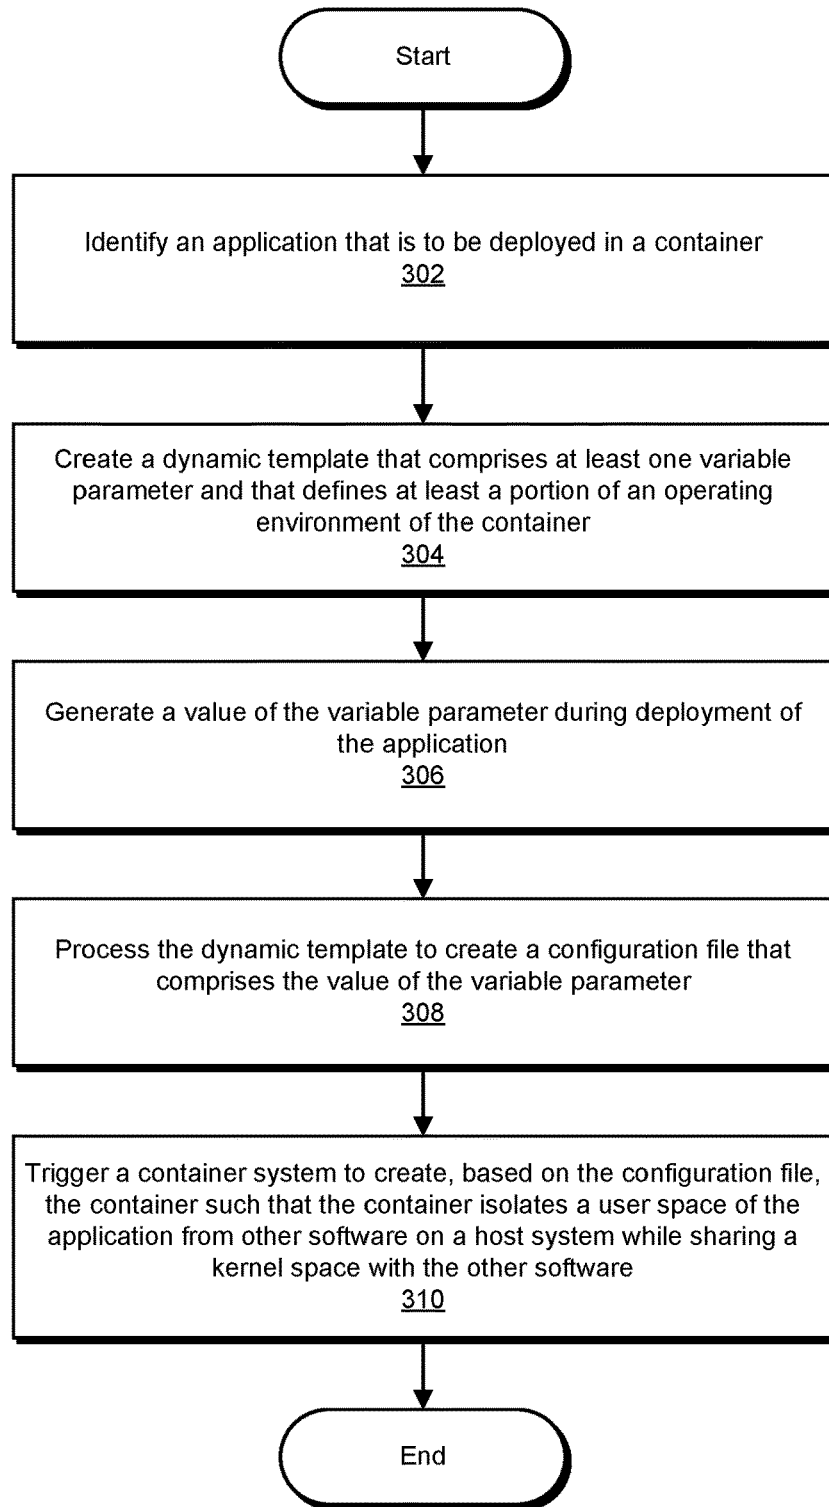 Start
Identify an application that is to be deployed in a container
302
Create a dynamic template that comprises at least one variable
parameter and that defines at least a portion of an operating
environment of the container
304
Generate a value of the variable parameter during deployment of
the application
306
Process the dynamic template to create a configuration file that
comprises the value of the variable parameter
308
Trigger a container system to create, based on the configuration file,
the container such that the container isolates a user space of the
application from other software on a host system while sharing a
kernel space with the other software
310
End